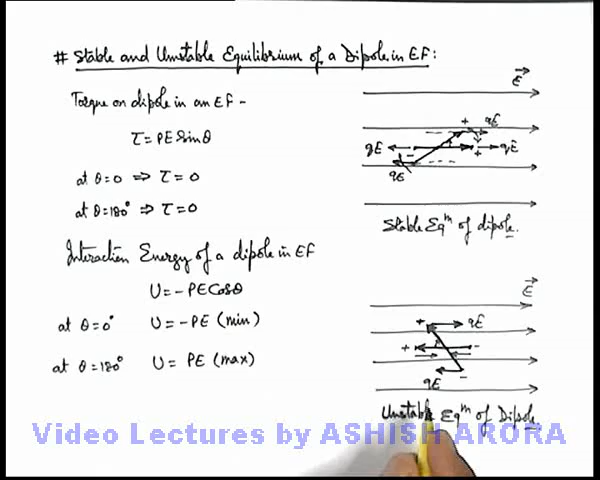 # Stable and Unstable Equilibrium of a Dipole in EF:
Torque on dipole in an EF -
τ = PE Sinθ
at θ=0 ⇒ τ = 0
at θ=180° ⇒ τ = 0
Interaction Energy of a dipole in EF
U = -PE Cosθ
at θ=0° U = -PE (min)
at θ=180° U = PE (max)
E⃗
+ qE
qE - + qE
qE
Stable Eqᵐ of dipole.
E⃗
+ qE
+ -
qE -
Unstable Eqᵐ of Dipole
Video Lectures by ASHISH ARORA